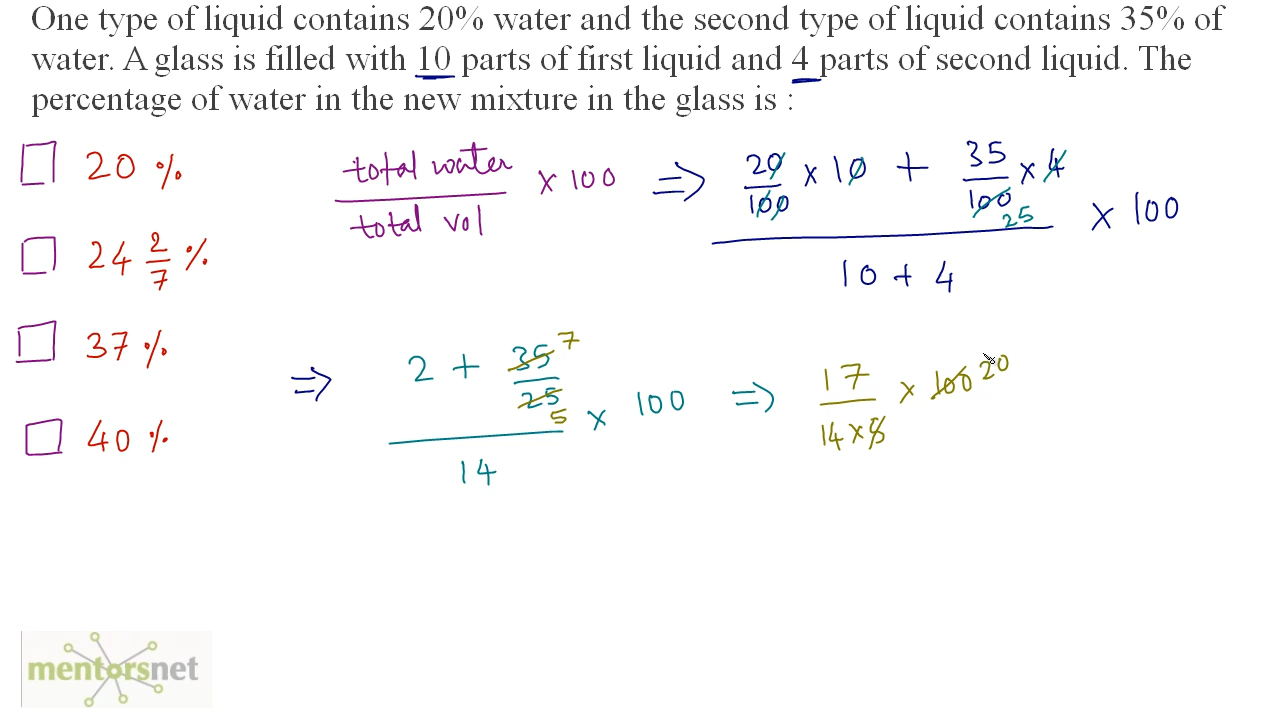 One type of liquid contains 20% water and the second type of liquid contains 35% of
water. A glass is filled with 10 parts of first liquid and 4 parts of second liquid. The
percentage of water in the new mixture in the glass is :
20 %
24 2/7 %
37 %
40 %
total water / total vol × 100 ⇒ (20/100 × 10 + 35/100 25 × 4) / (10 + 4) × 100
⇒ (2 + 35 7 / 25 5) / 14 × 100 ⇒ 17 / (14 × 5) × 100 20
mentorsnet